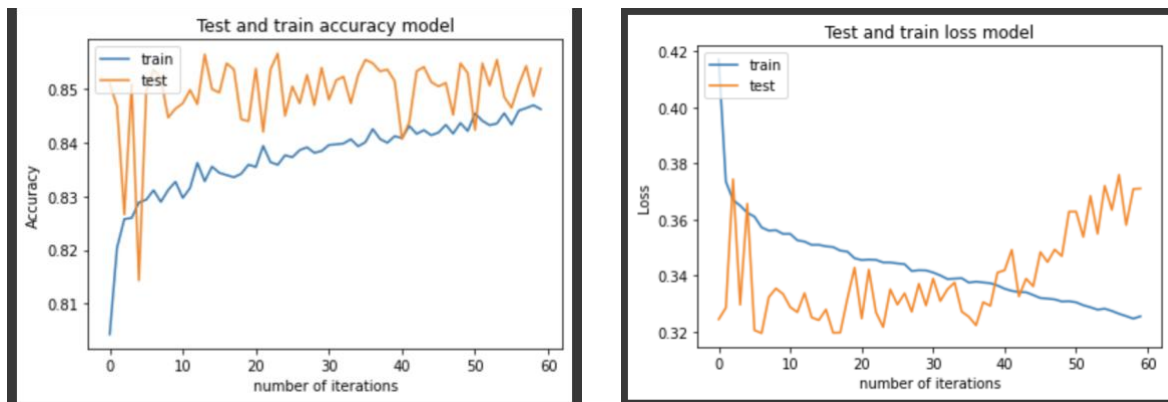 Test and train accuracy model
train
test
0.85
0.84
0.83
0.82
0.81
Accuracy
0 10 20 30 40 50 60
number of iterations
Test and train loss model
train
test
0.42
0.40
0.38
0.36
0.34
0.32
Loss
0 10 20 30 40 50 60
number of iterations